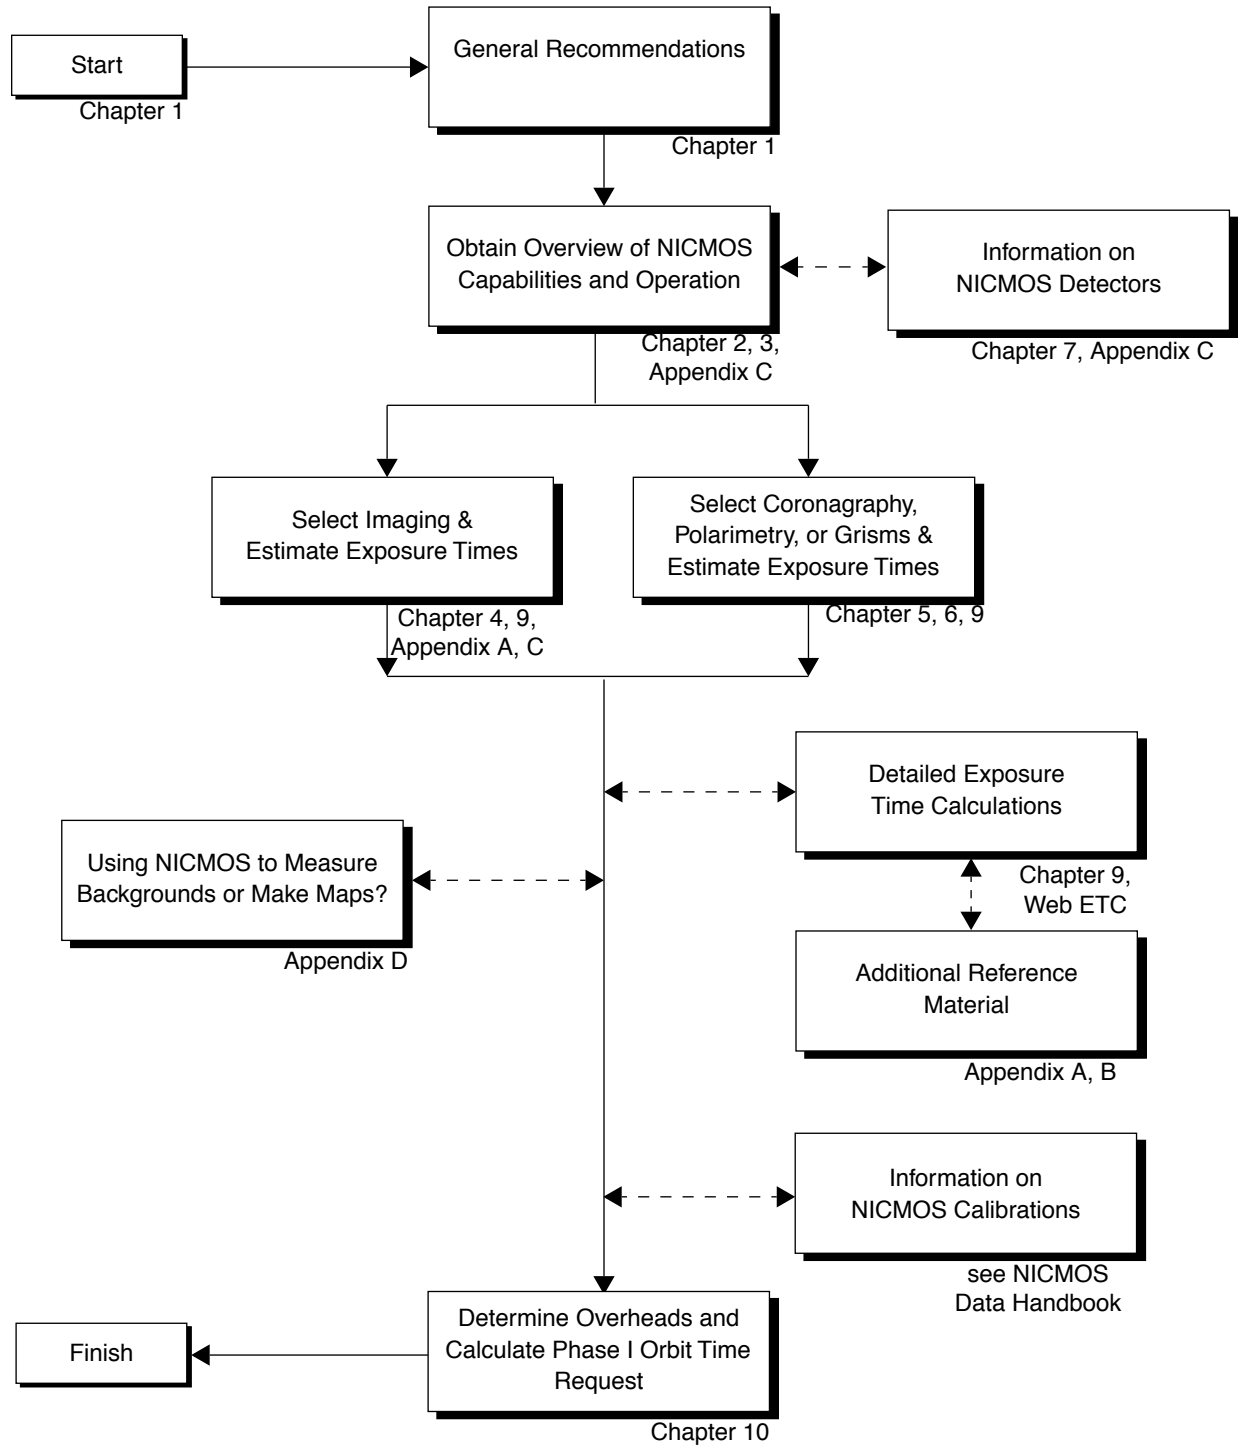 Start
Chapter 1
General Recommendations
Chapter 1
Obtain Overview of NICMOS
Capabilities and Operation
Chapter 2, 3,
Appendix C
Information on
NICMOS Detectors
Chapter 7, Appendix C
Select Imaging &
Estimate Exposure Times
Chapter 4, 9,
Appendix A, C
Select Coronagraphy,
Polarimetry, or Grisms &
Estimate Exposure Times
Chapter 5, 6, 9
Detailed Exposure
Time Calculations
Chapter 9,
Web ETC
Using NICMOS to Measure
Backgrounds or Make Maps?
Appendix D
Additional Reference
Material
Appendix A, B
Information on
NICMOS Calibrations
see NICMOS
Data Handbook
Determine Overheads and
Calculate Phase I Orbit Time
Request
Chapter 10
Finish